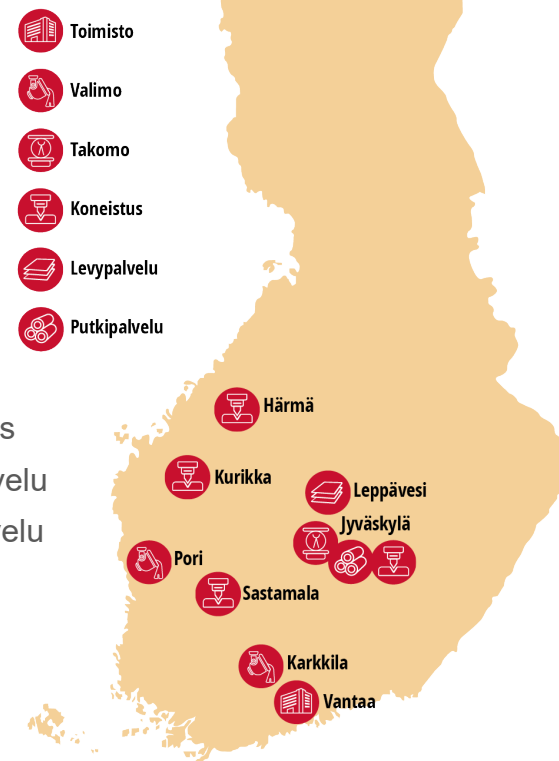 Toimisto
Valimo
Takomo
Koneistus
Levypalvelu
Putkipalvelu
Härmä
Kurikka
Leppävesi
Jyväskylä
Pori
Sastamala
Karkkila
Vantaa